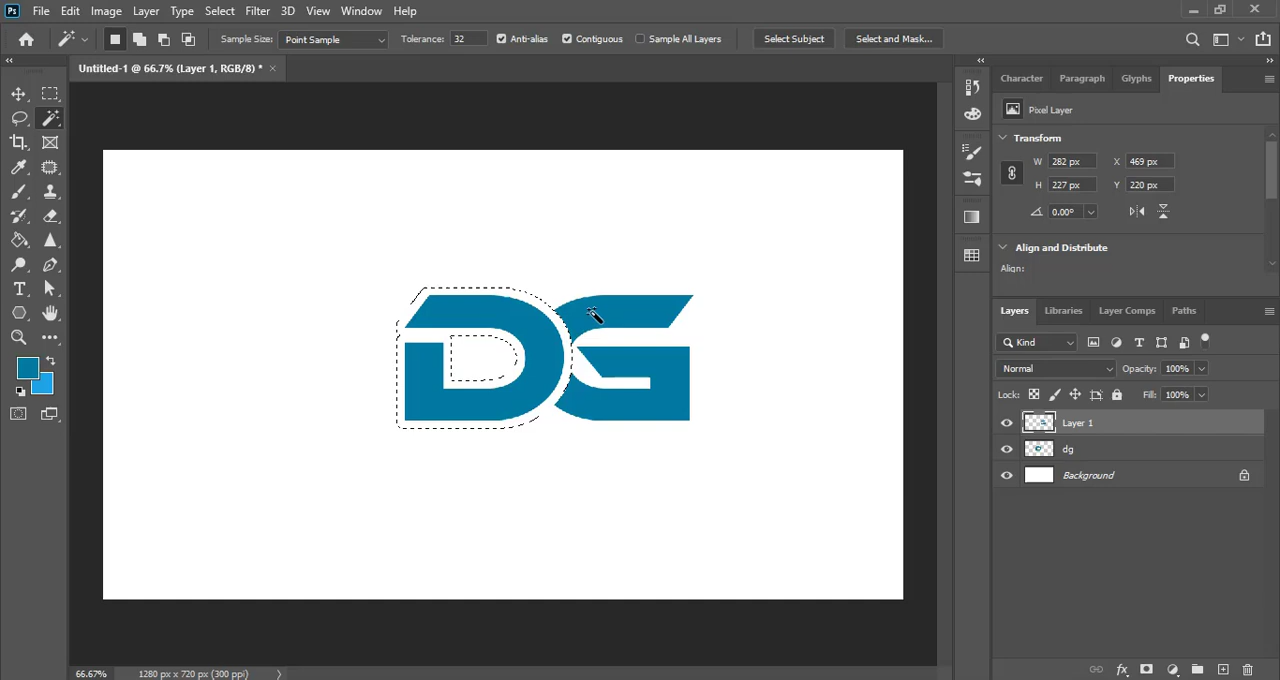 Ps File Edit Image Layer Type Select Filter 3D View Window Help
Sample Size: Point Sample Tolerance: 32 Anti-alias Contiguous Sample All Layers Select Subject Select and Mask...
Untitled-1 @ 66.7% (Layer 1, RGB/8) * ×
Character Paragraph Glyphs Properties
Pixel Layer
Transform
W 282 px X 469 px
H 227 px Y 220 px
0.00°
Align and Distribute
Align:
DG
Layers Libraries Layer Comps Paths
Kind
Normal Opacity: 100%
Lock: Fill: 100%
Layer 1
dg
Background
66.67% 1280 px x 720 px (300 ppi)